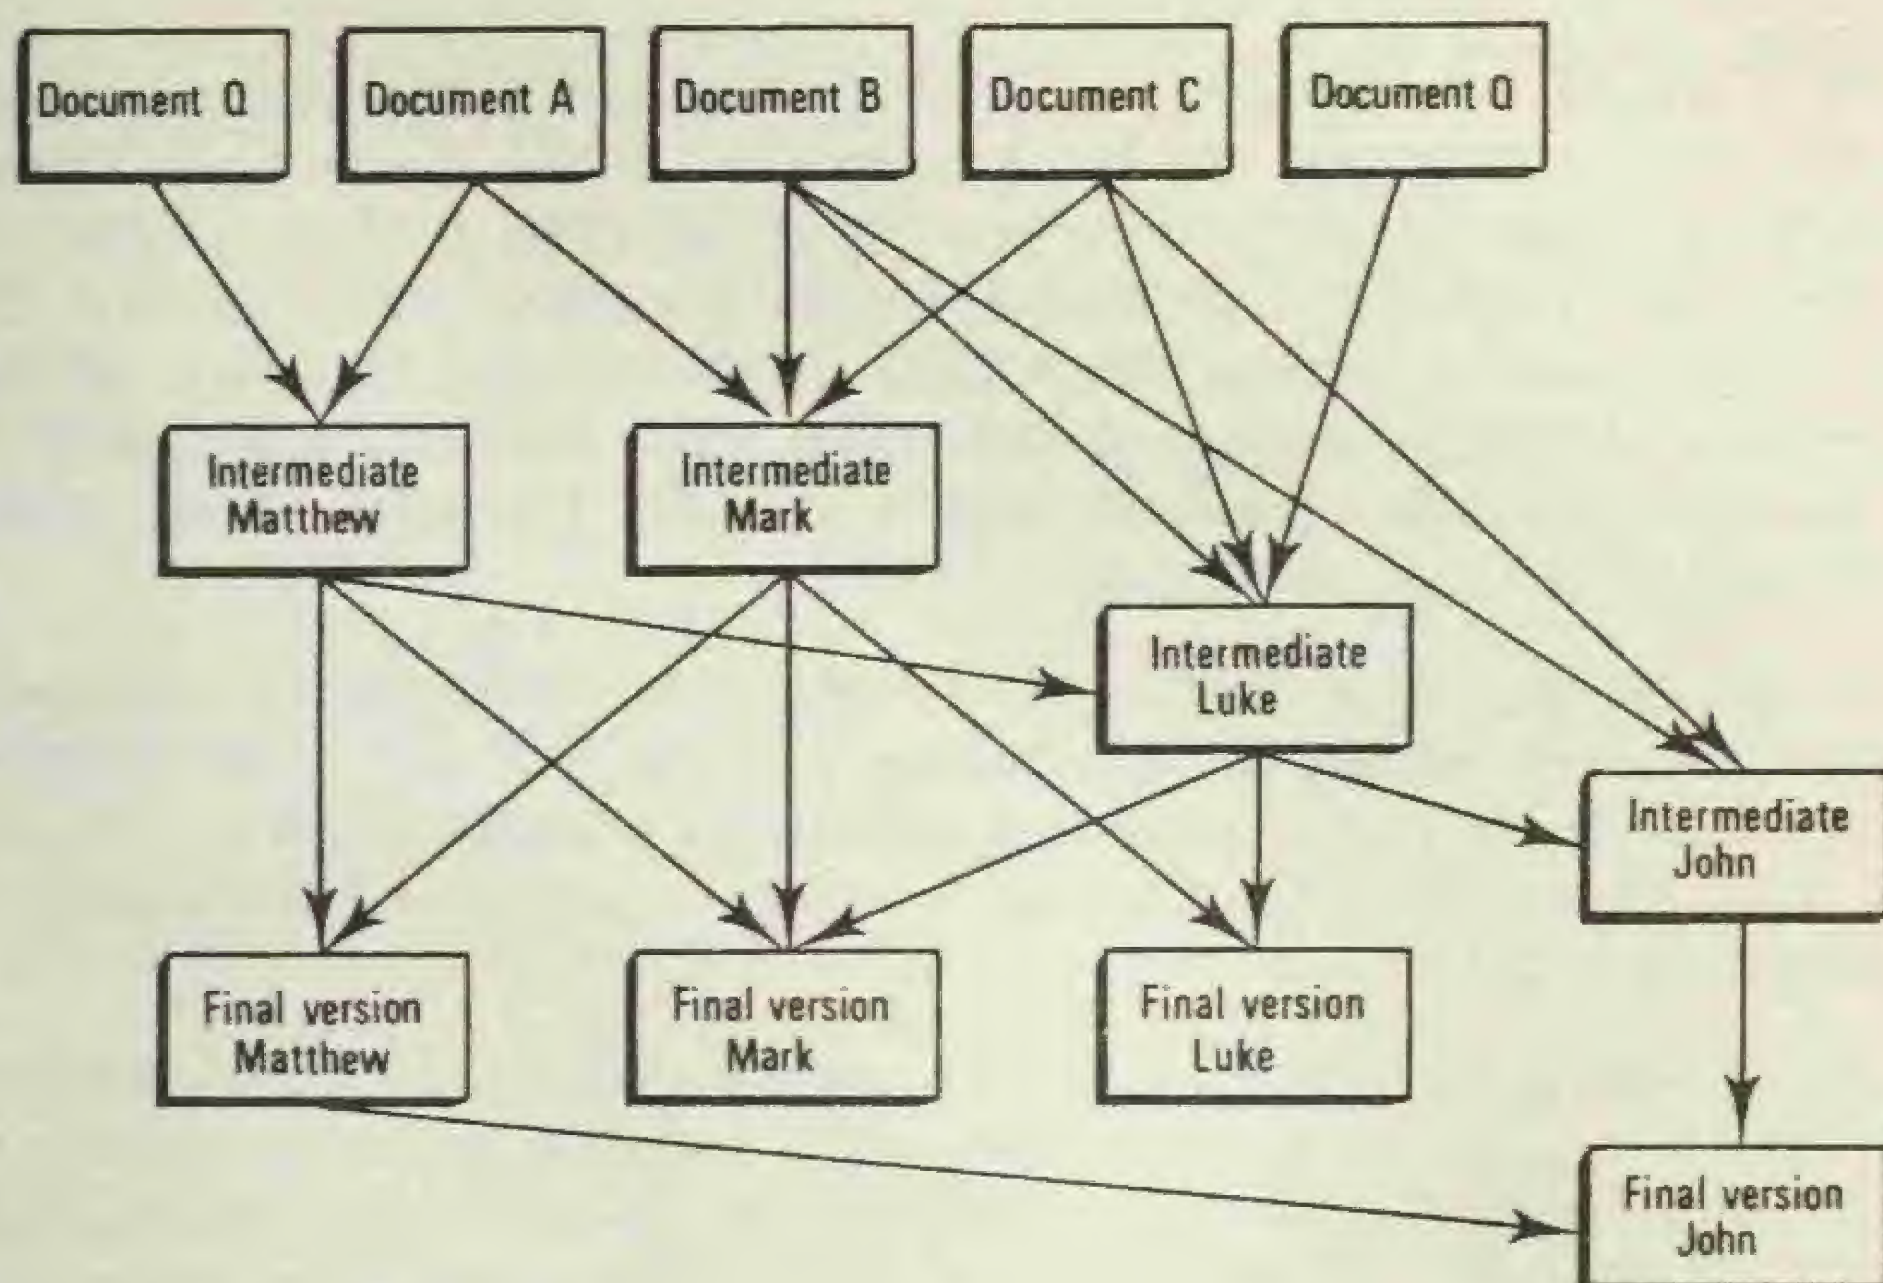 Document Q
Document A
Document B
Document C
Document Q
Intermediate
Matthew
Intermediate
Mark
Intermediate
Luke
Intermediate
John
Final version
Matthew
Final version
Mark
Final version
Luke
Final version
John